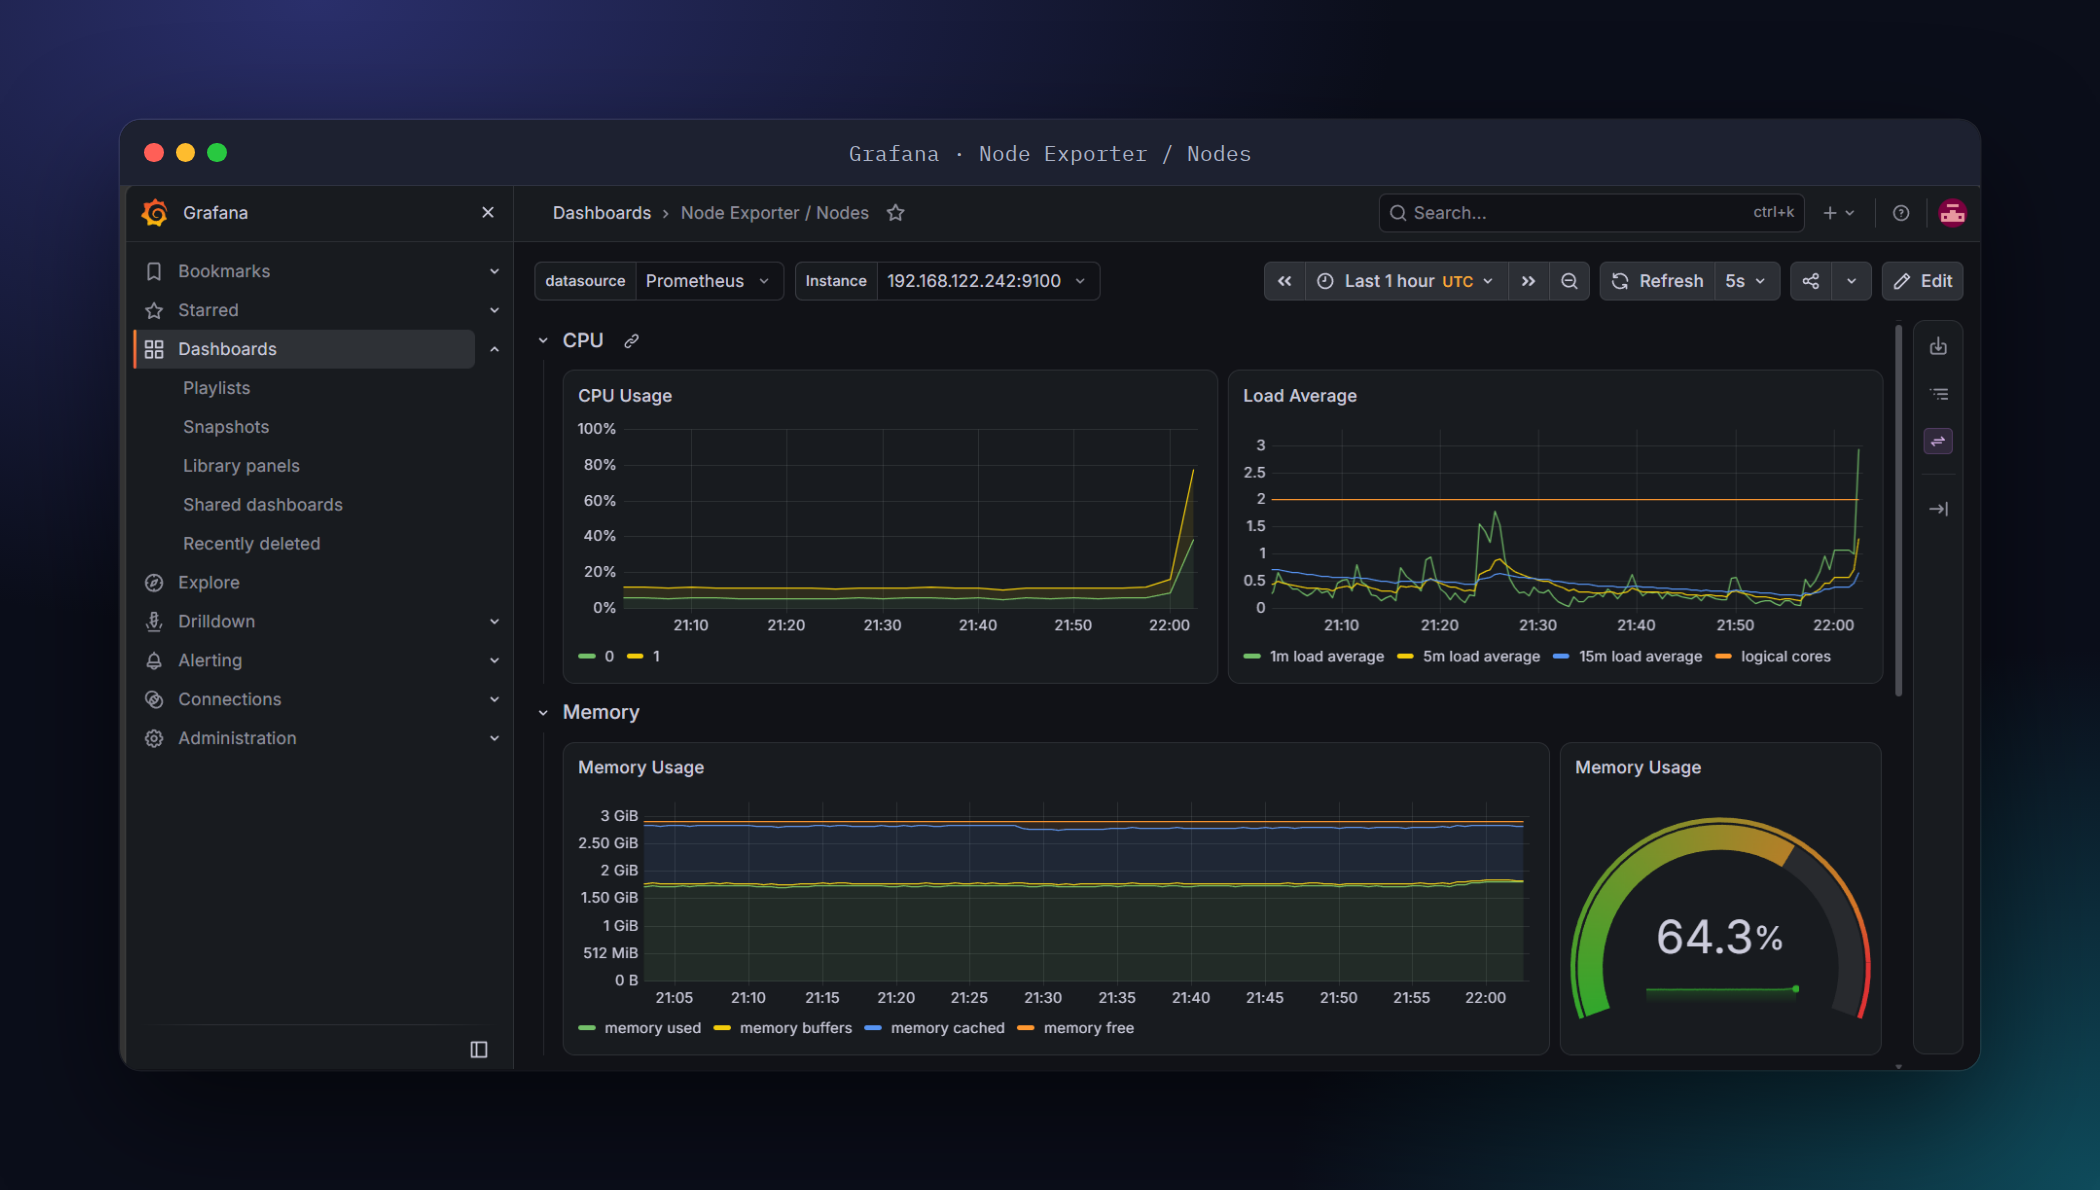 Grafana · Node Exporter / Nodes
Grafana
Dashboards › Node Exporter / Nodes
Search... ctrl+k
Bookmarks
Starred
Dashboards
Playlists
Snapshots
Library panels
Shared dashboards
Recently deleted
Explore
Drilldown
Alerting
Connections
Administration
datasource Prometheus Instance 192.168.122.242:9100
Last 1 hour UTC Refresh 5s Edit
CPU
CPU Usage
100%
80%
60%
40%
20%
0%
21:10 21:20 21:30 21:40 21:50 22:00
0 1
Load Average
3
2.5
2
1.5
1
0.5
0
21:10 21:20 21:30 21:40 21:50 22:00
1m load average 5m load average 15m load average logical cores
Memory
Memory Usage
3 GiB
2.50 GiB
2 GiB
1.50 GiB
1 GiB
512 MiB
0 B
21:05 21:10 21:15 21:20 21:25 21:30 21:35 21:40 21:45 21:50 21:55 22:00
memory used memory buffers memory cached memory free
Memory Usage
64.3%